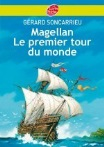 GÉRARD SONCARRIEU
Magellan
Le premier tour
du monde